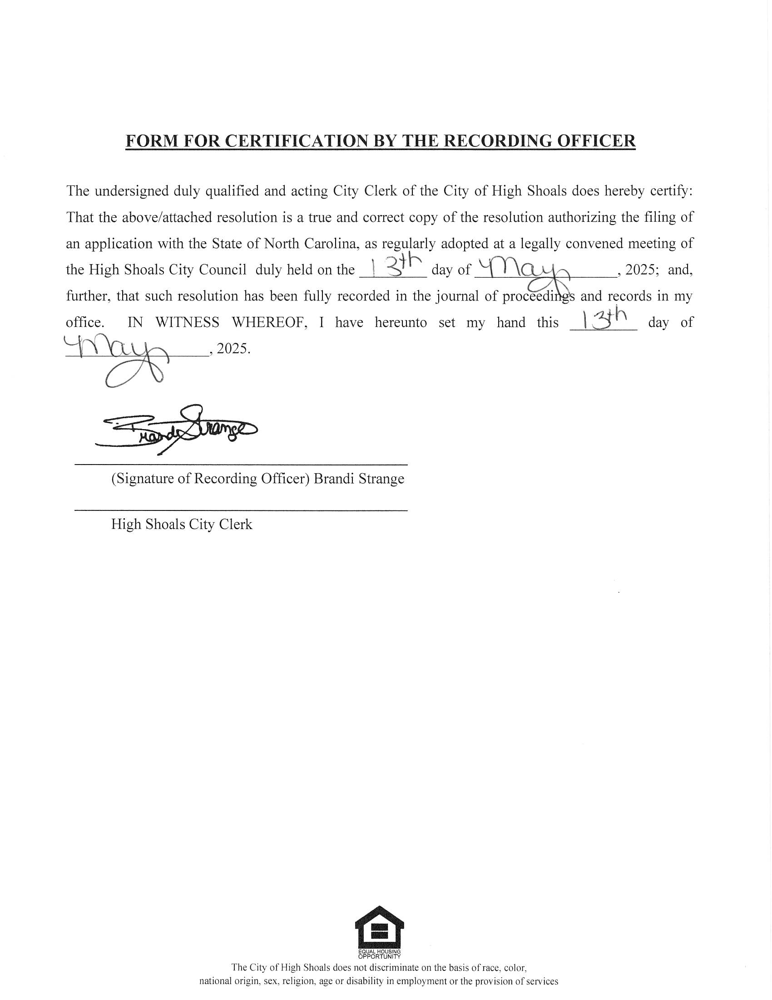 FORM FOR CERTIFICATION BY THE RECORDING OFFICER
The undersigned duly qualified and acting City Clerk of the City of High Shoals does hereby certify:
That the above/attached resolution is a true and correct copy of the resolution authorizing the filing of
an application with the State of North Carolina, as regularly adopted at a legally convened meeting of
the High Shoals City Council duly held on the 13th day of May, 2025; and,
further, that such resolution has been fully recorded in the journal of proceedings and records in my
office. IN WITNESS WHEREOF, I have hereunto set my hand this 13th day of
May, 2025.
Brandi Strange
(Signature of Recording Officer) Brandi Strange
High Shoals City Clerk
EQUAL HOUSING
OPPORTUNITY
The City of High Shoals does not discriminate on the basis of race, color,
national origin, sex, religion, age or disability in employment or the provision of services